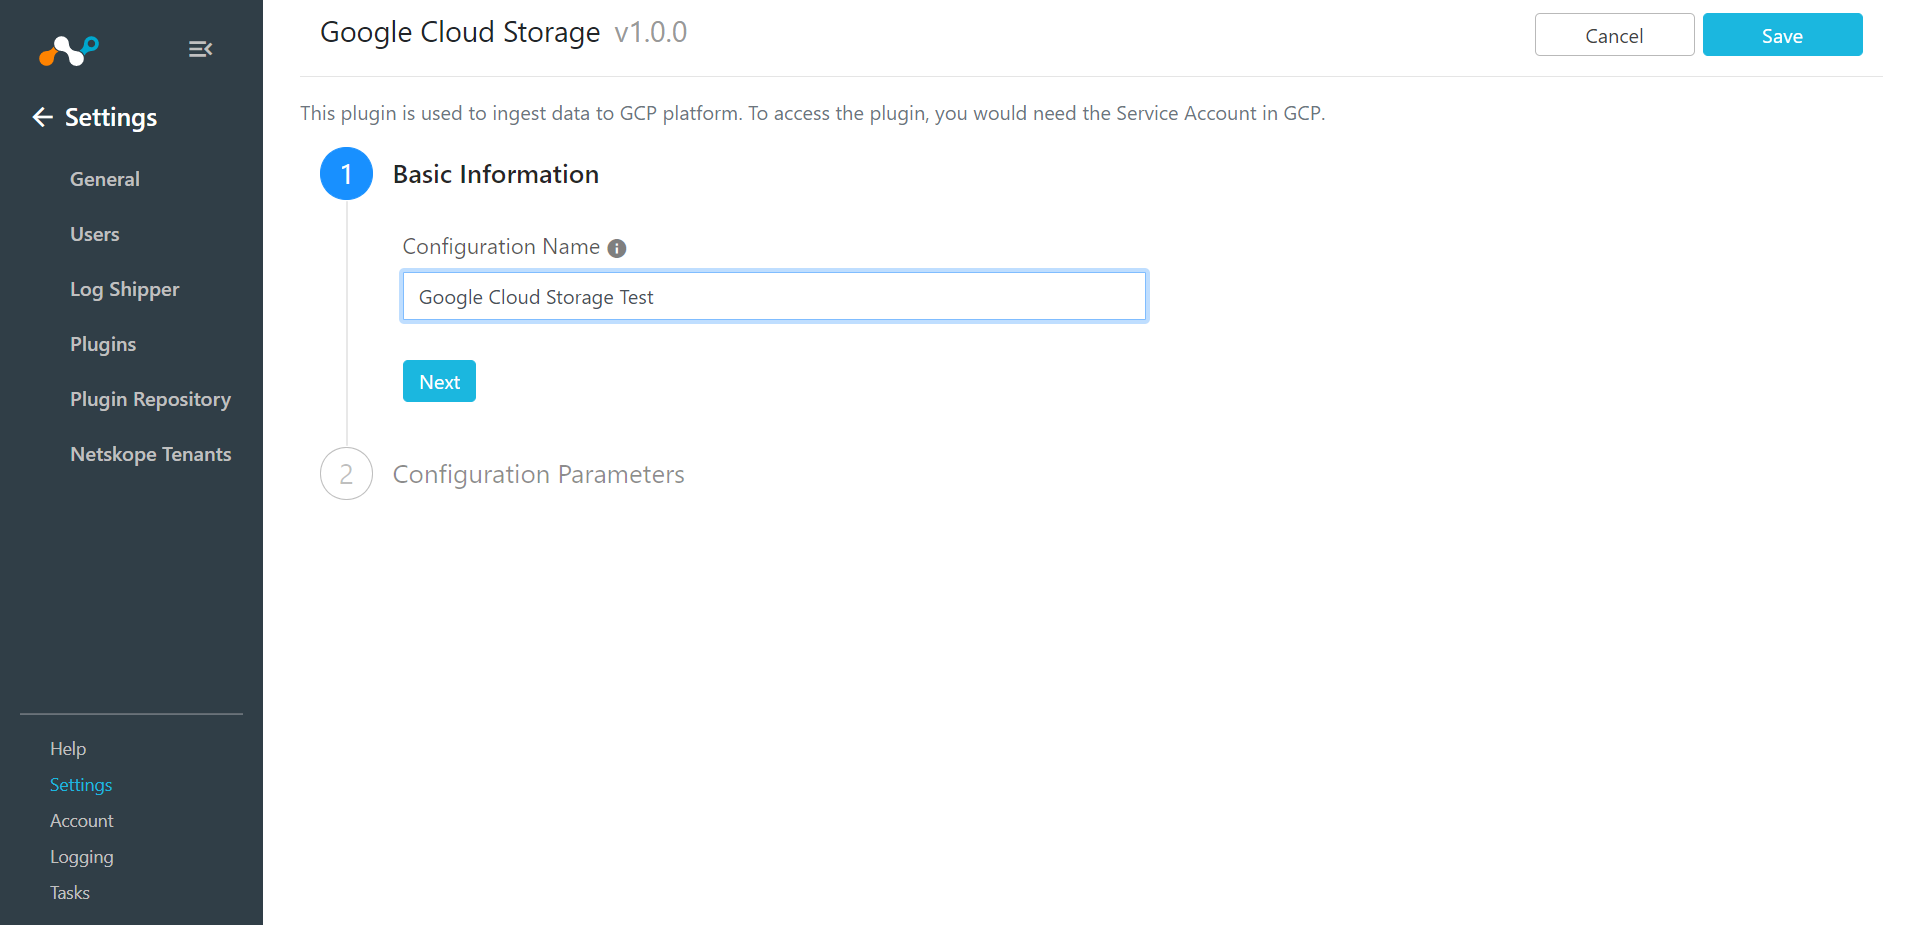 Settings
General
Users
Log Shipper
Plugins
Plugin Repository
Netskope Tenants
Help
Settings
Account
Logging
Tasks
Google Cloud Storage v1.0.0
Cancel
Save
This plugin is used to ingest data to GCP platform. To access the plugin, you would need the Service Account in GCP.
1 Basic Information
Configuration Name
Google Cloud Storage Test
Next
2 Configuration Parameters